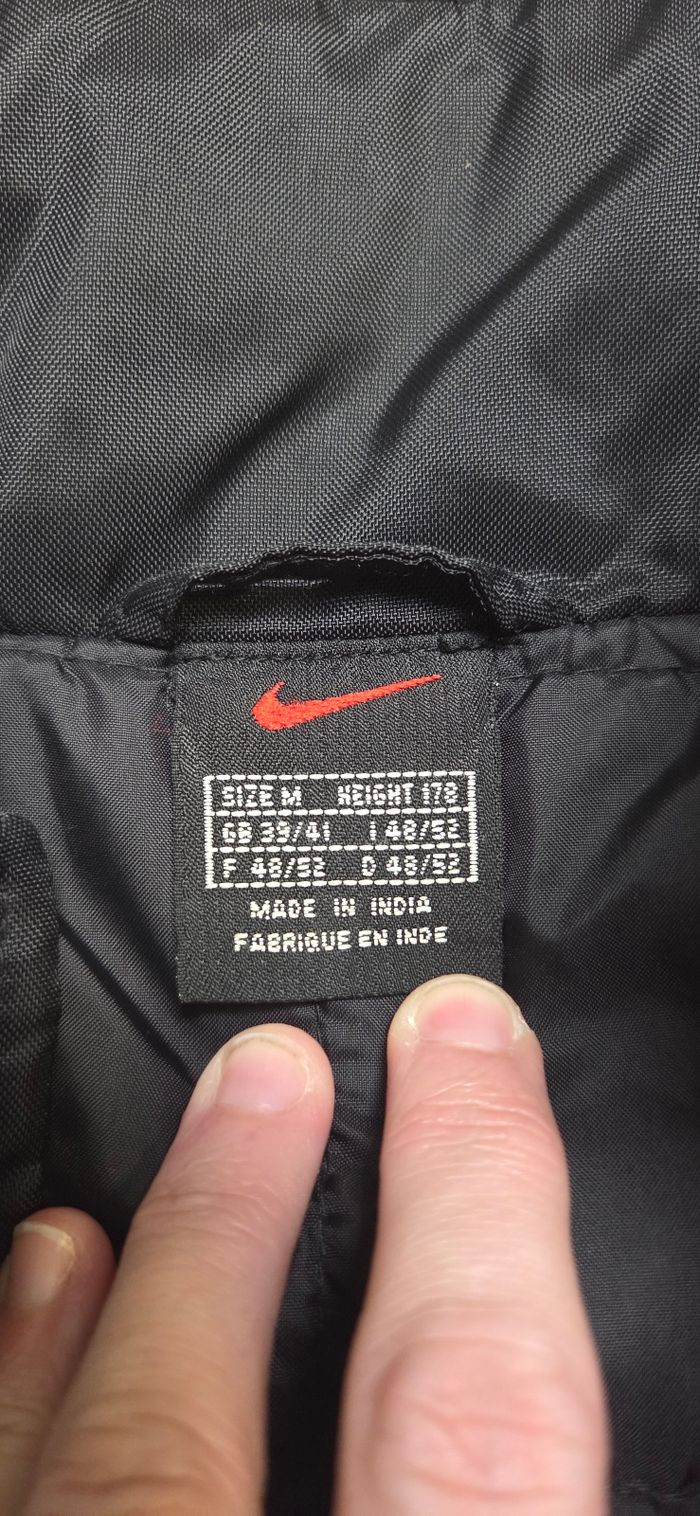 SIZE M HEIGHT 178
GB 39/41 I 48/52
F 48/52 D 48/52
MADE IN INDIA
FABRIQUE EN INDE